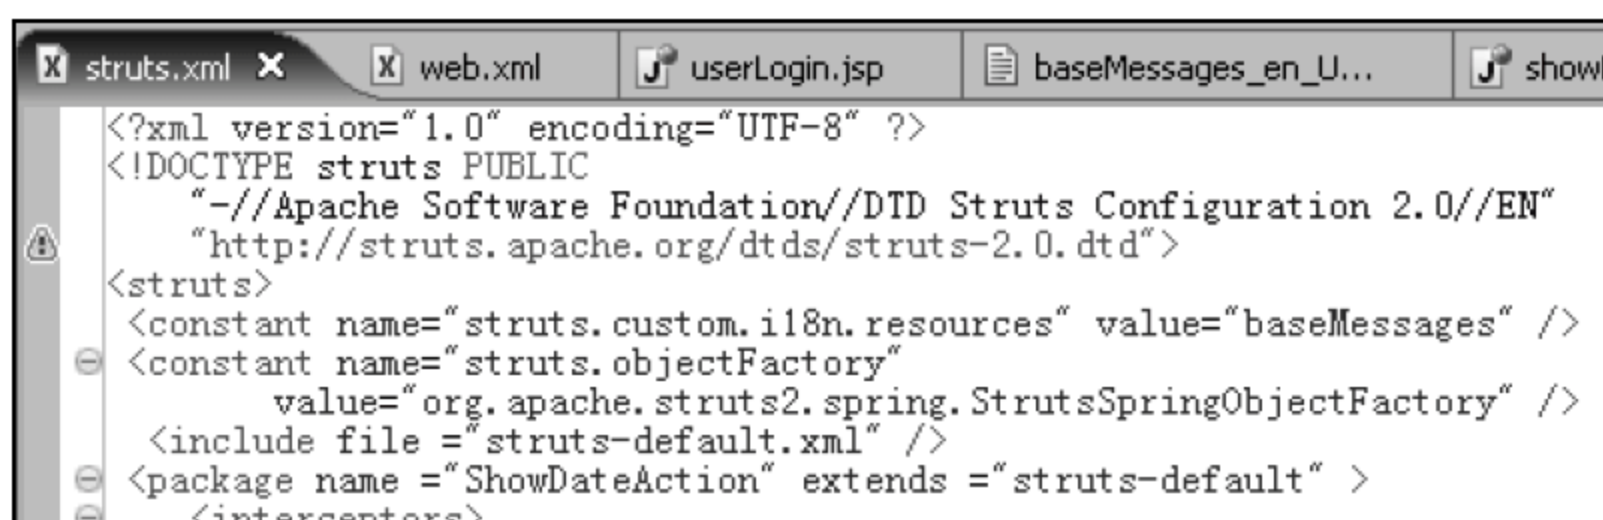 struts.xml web.xml userLogin.jsp baseMessages_en_U... show
<?xml version="1.0" encoding="UTF-8" ?>
<!DOCTYPE struts PUBLIC
"-//Apache Software Foundation//DTD Struts Configuration 2.0//EN"
"http://struts.apache.org/dtds/struts-2.0.dtd">
<struts>
<constant name="struts.custom.i18n.resources" value="baseMessages" />
<constant name="struts.objectFactory"
value="org.apache.struts2.spring.StrutsSpringObjectFactory" />
<include file ="struts-default.xml" />
<package name ="ShowDateAction" extends ="struts-default" >
<interceptors>